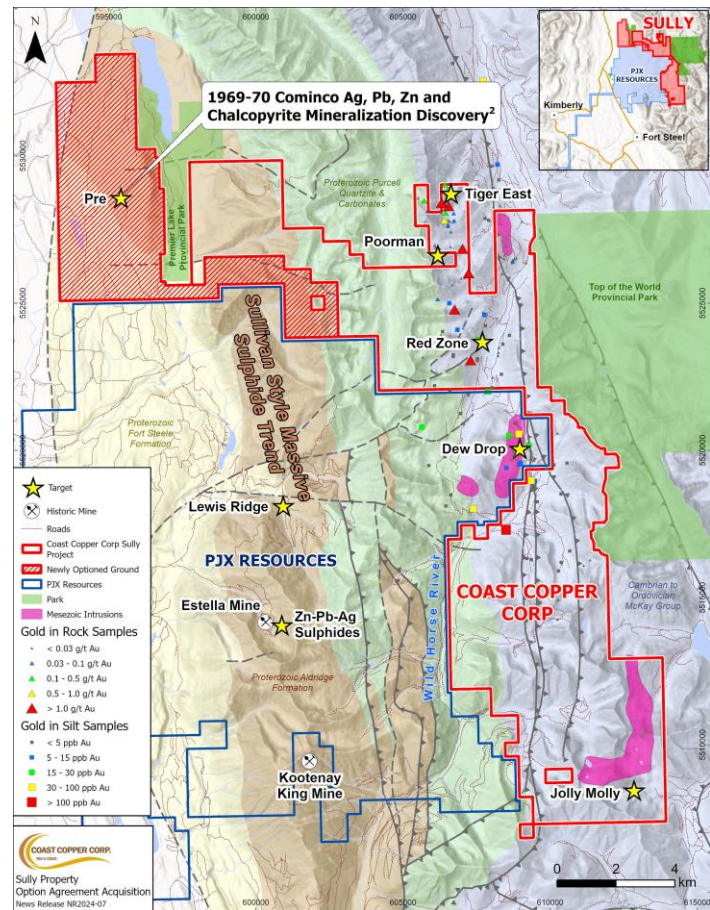 595000
600000
605000
SULLY
PJX
RESOURCES
Kimberly
Fort Steel
1969-70 Cominco Ag, Pb, Zn and
Chalcopyrite Mineralization Discovery2
5530000
Pre
Premier Lake
Provincial Park
Proterozoic Purcell
Quartzite &
Carbonates
Tiger East
Poorman
Top of the World
Provincial Park
5525000
5525000
Sullivan Style Massive
Sulphide Trend
Red Zone
Proterozoic
Fort Steele
Formation
Dew Drop
5520000
Target
Historic Mine
Roads
Coast Copper Corp Sully
Project
Newly Optioned Ground
PJX Resources
Park
Mesezoic Intrusions
Gold in Rock Samples
< 0.03 g/t Au
0.03 - 0.1 g/t Au
0.1 - 0.5 g/t Au
0.5 - 1.0 g/t Au
> 1.0 g/t Au
Gold in Silt Samples
< 5 ppb Au
5 - 15 ppb Au
15 - 30 ppb Au
30 - 100 ppb Au
> 100 ppb Au
Lewis Ridge
PJX RESOURCES
Wild Horse River
COAST COPPER
CORP
Cambrian to
Ordovician
McKay Group
Estella Mine
Zn-Pb-Ag
Sulphides
5515000
Proterozoic Aldridge
Formation
5510000
Kootenay
King Mine
Jolly Molly
COAST COPPER CORP.
Sully Property
Option Agreement Acquisition
News Release NR2024-07
0 2 4
km
600000
610000
615000